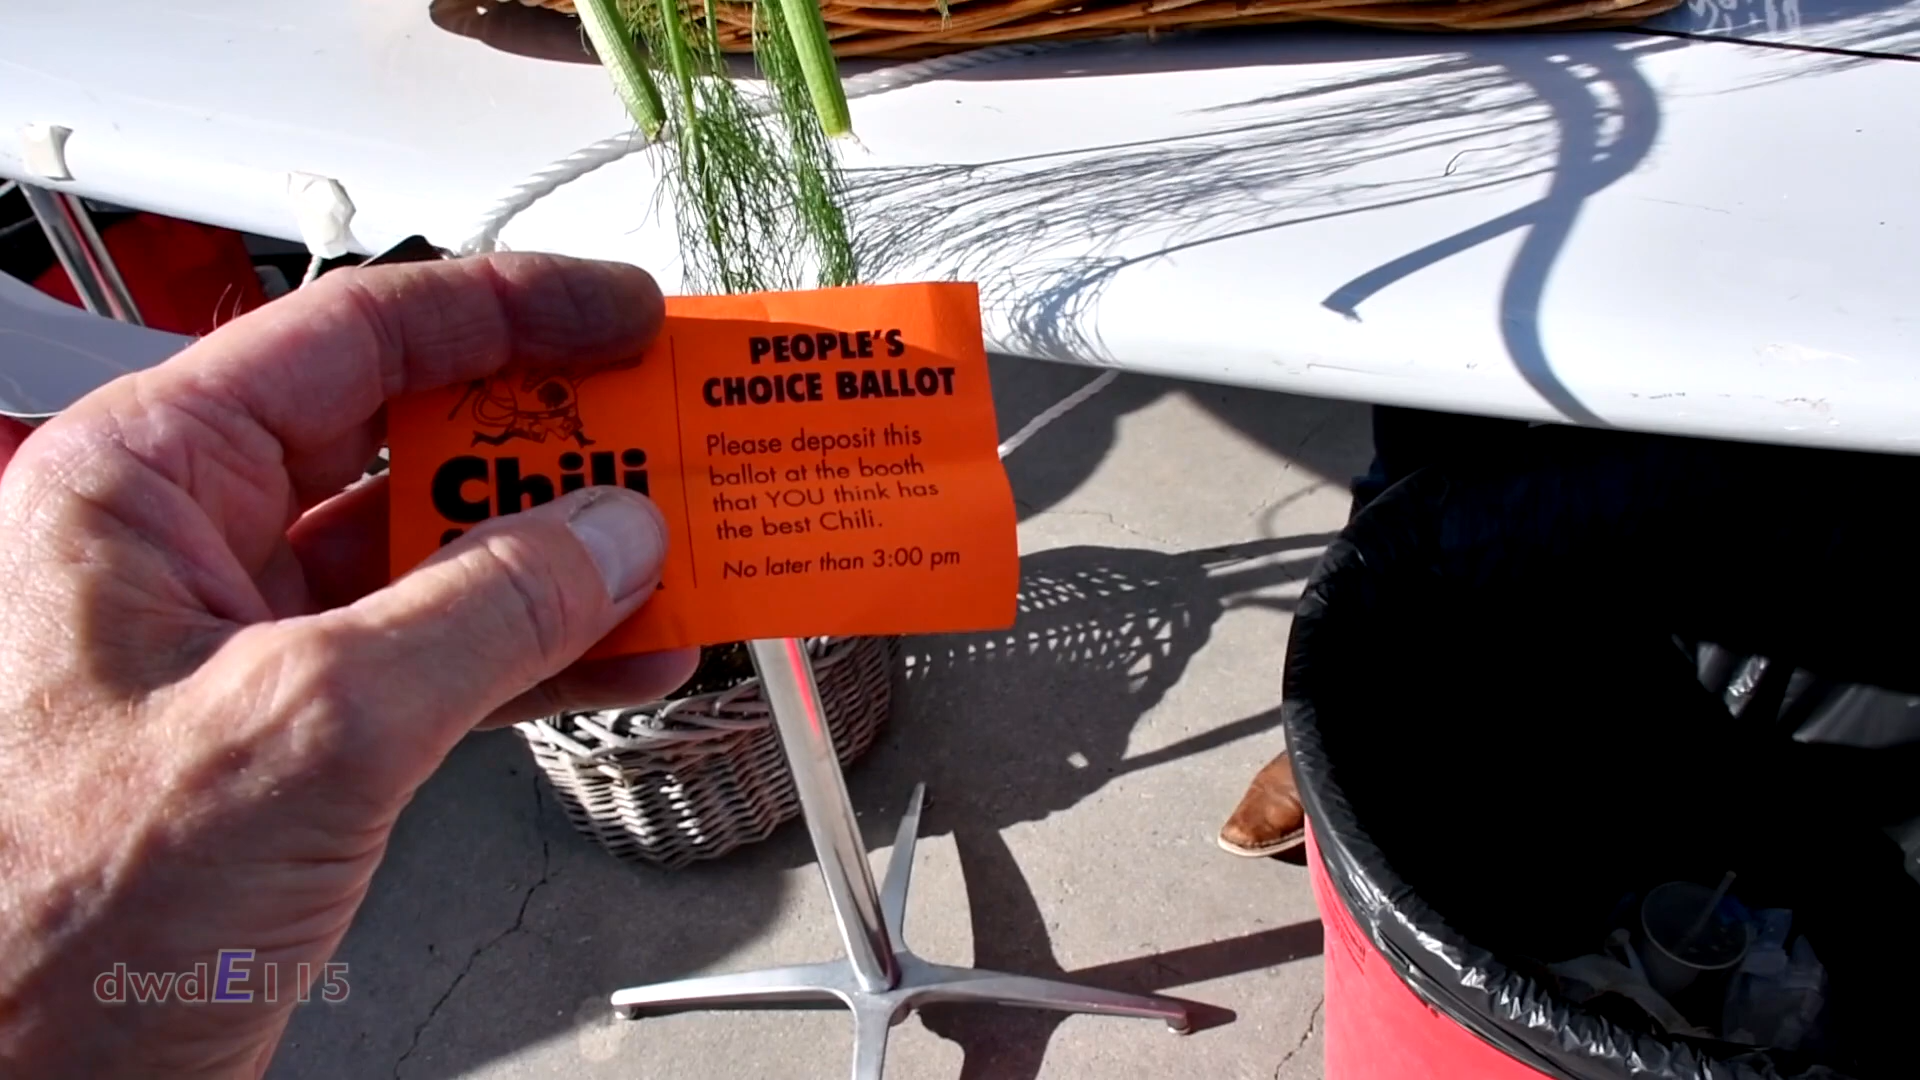 Chili
PEOPLE'S
CHOICE BALLOT
Please deposit this
ballot at the booth
that YOU think has
the best Chili.
No later than 3:00 pm
dwdE115